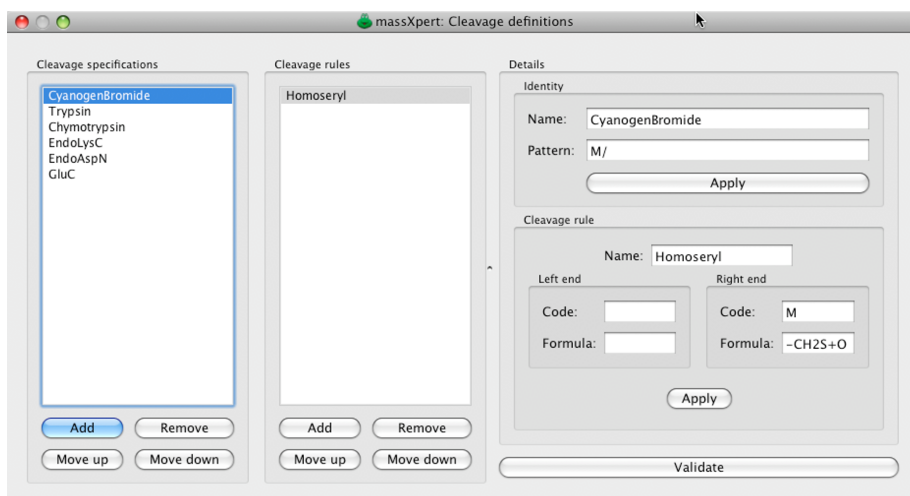 massXpert: Cleavage definitions
Cleavage specifications
CyanogenBromide
Trypsin
Chymotrypsin
EndoLysC
EndoAspN
GluC
Add Remove
Move up Move down
Cleavage rules
Homoseryl
Add Remove
Move up Move down
Details
Identity
Name: CyanogenBromide
Pattern: M/
Apply
Cleavage rule
Name: Homoseryl
Left end
Code:
Formula:
Right end
Code: M
Formula: -CH2S+O
Apply
Validate